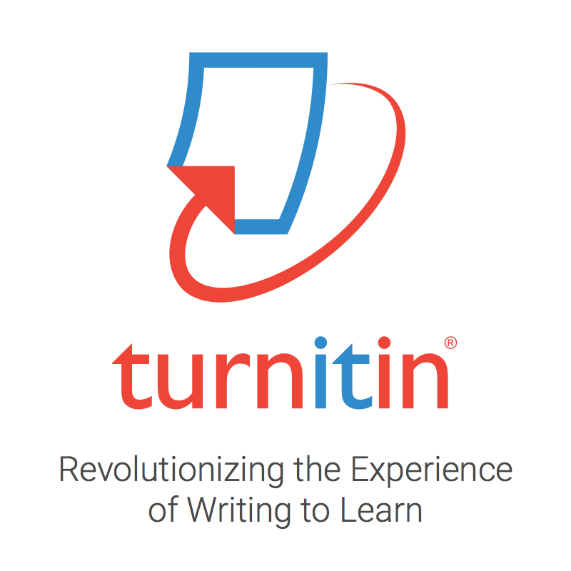 turnitin®
Revolutionizing the Experience
of Writing to Learn